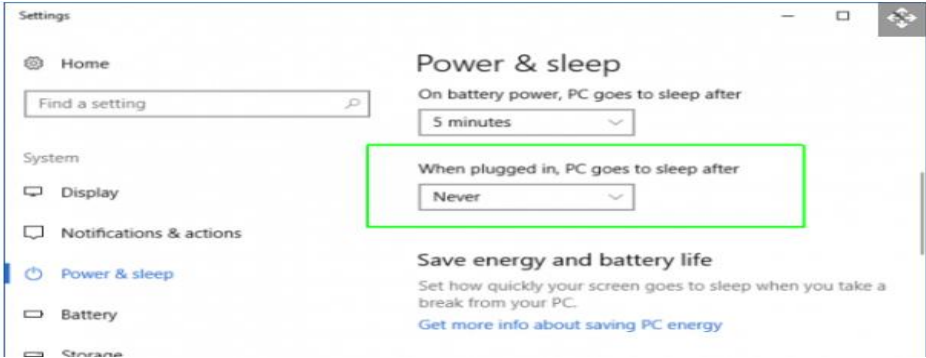 Settings
Home
Find a setting
System
Display
Notifications & actions
Power & sleep
Battery
Storage
Power & sleep
On battery power, PC goes to sleep after
5 minutes
When plugged in, PC goes to sleep after
Never
Save energy and battery life
Set how quickly your screen goes to sleep when you take a
break from your PC.
Get more info about saving PC energy